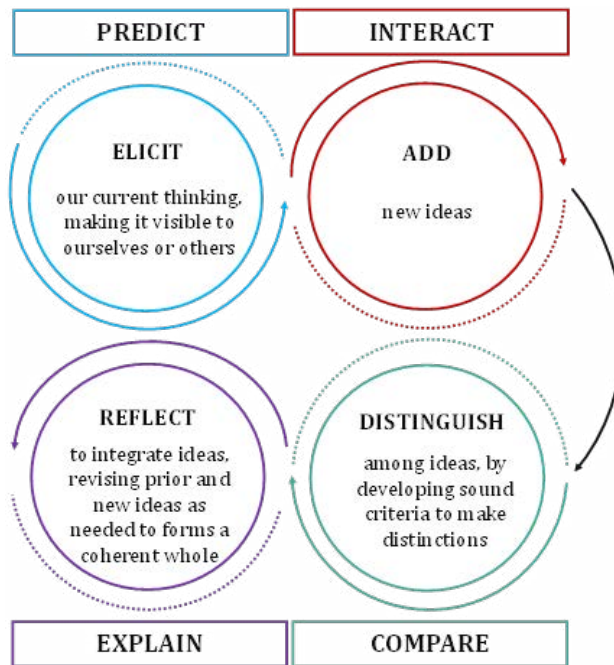 PREDICT
INTERACT
ELICIT
our current thinking,
making it visible to
ourselves or others
ADD
new ideas
REFLECT
to integrate ideas,
revising prior and
new ideas as
needed to forms a
coherent whole
DISTINGUISH
among ideas, by
developing sound
criteria to make
distinctions
EXPLAIN
COMPARE